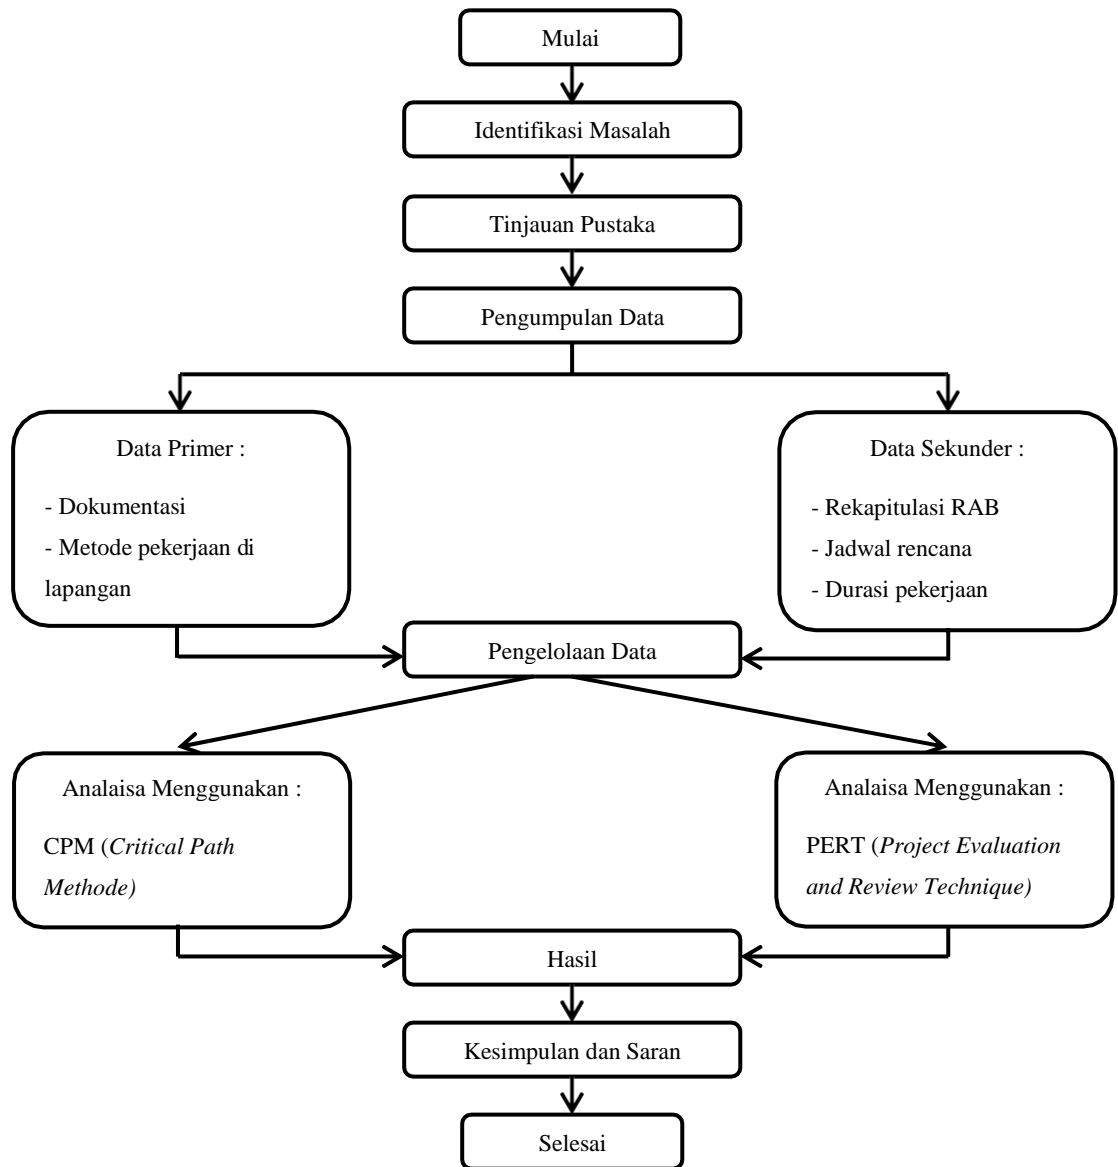 Mulai
Identifikasi Masalah
Tinjauan Pustaka
Pengumpulan Data
Data Primer :
- Dokumentasi
- Metode pekerjaan di
lapangan
Data Sekunder :
- Rekapitulasi RAB
- Jadwal rencana
- Durasi pekerjaan
Pengelolaan Data
Analaisa Menggunakan :
CPM (Critical Path
Methode)
Analaisa Menggunakan :
PERT (Project Evaluation
and Review Technique)
Hasil
Kesimpulan dan Saran
Selesai